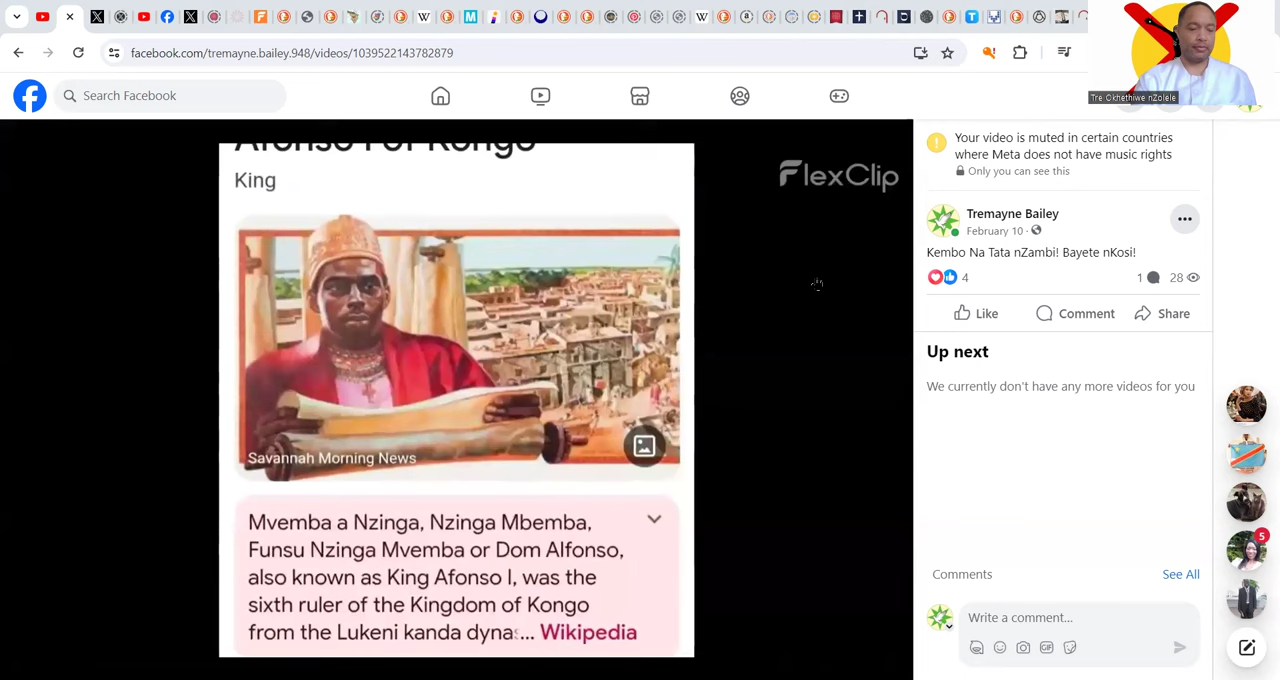 facebook.com/tremayne.bailey.948/videos/1039522143782879
Search Facebook
Tre Okhethiwe nZolele
Afonso I of Kongo
King
FlexClip
Savannah Morning News
Mvemba a Nzinga, Nzinga Mbemba,
Funsu Nzinga Mvemba or Dom Alfonso,
also known as King Afonso I, was the
sixth ruler of the Kingdom of Kongo
from the Lukeni kanda dynas... Wikipedia
Your video is muted in certain countries
where Meta does not have music rights
Only you can see this
Tremayne Bailey
February 10
Kembo Na Tata nZambi! Bayete nKosi!
4
1
28
Like
Comment
Share
Up next
We currently don't have any more videos for you
Comments
See All
Write a comment...
GIF
5